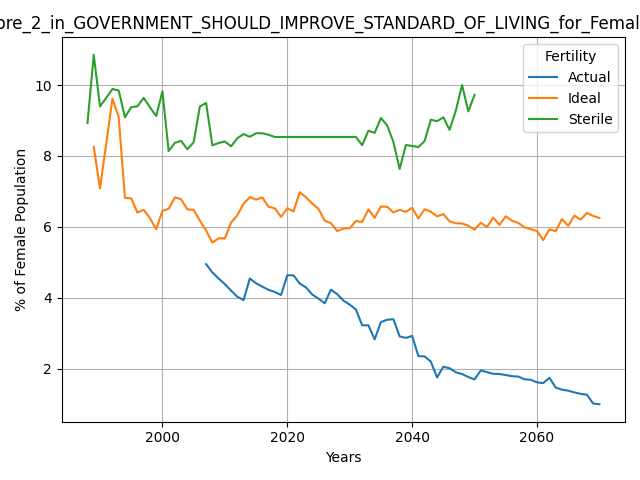 ore_2_in_GOVERNMENT_SHOULD_IMPROVE_STANDARD_OF_LIVING_for_Femal
Fertility
Actual
Ideal
Sterile
% of Female Population
10
8
6
4
2
2000 2020 2040 2060
Years